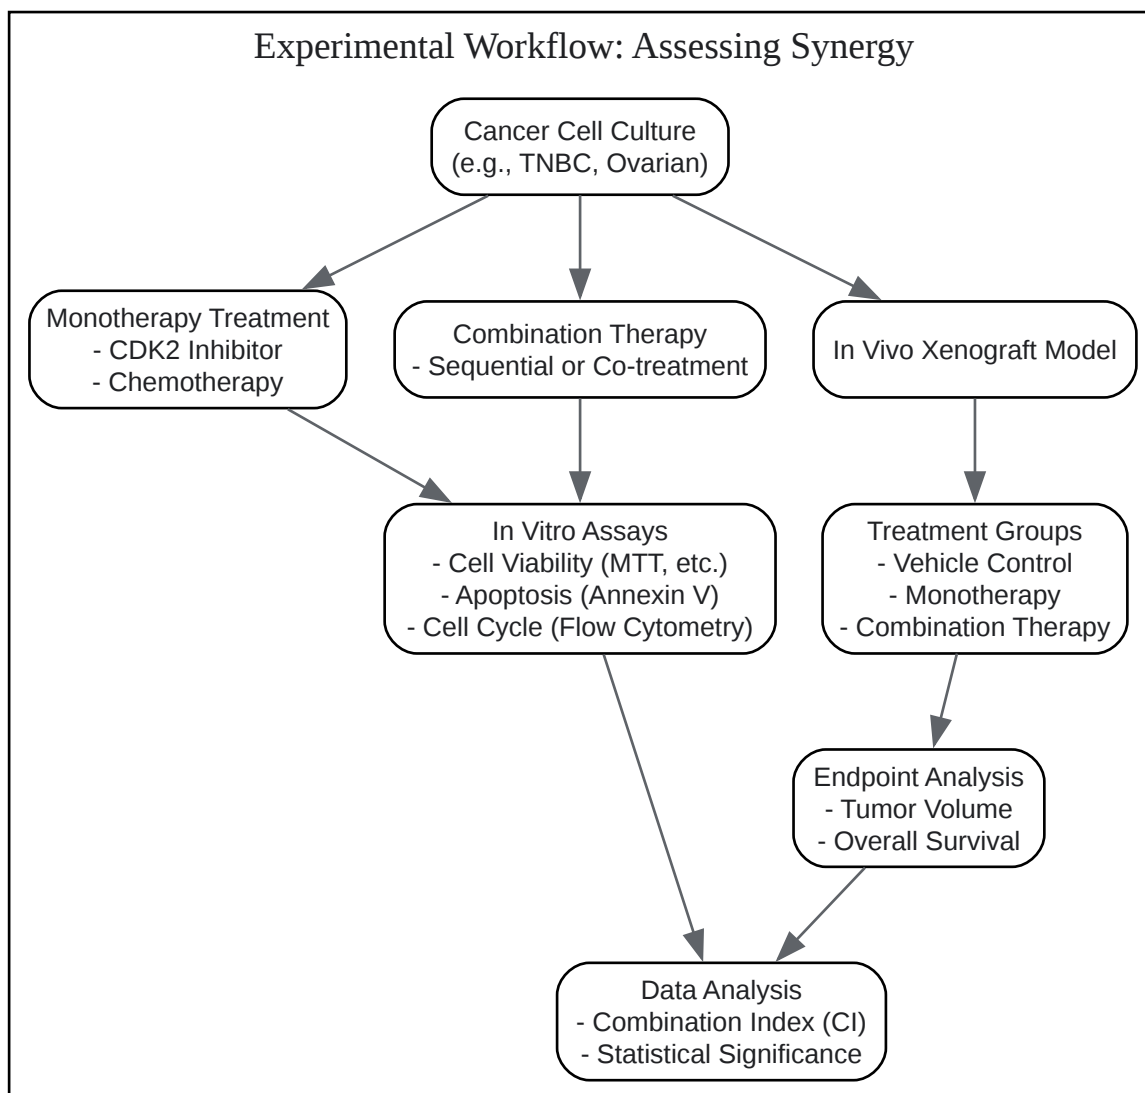 Experimental Workflow: Assessing Synergy
Cancer Cell Culture
(e.g., TNBC, Ovarian)
Monotherapy Treatment
- CDK2 Inhibitor
- Chemotherapy
Combination Therapy
- Sequential or Co-treatment
In Vivo Xenograft Model
In Vitro Assays
- Cell Viability (MTT, etc.)
- Apoptosis (Annexin V)
- Cell Cycle (Flow Cytometry)
Treatment Groups
- Vehicle Control
- Monotherapy
- Combination Therapy
Endpoint Analysis
- Tumor Volume
- Overall Survival
Data Analysis
- Combination Index (CI)
- Statistical Significance